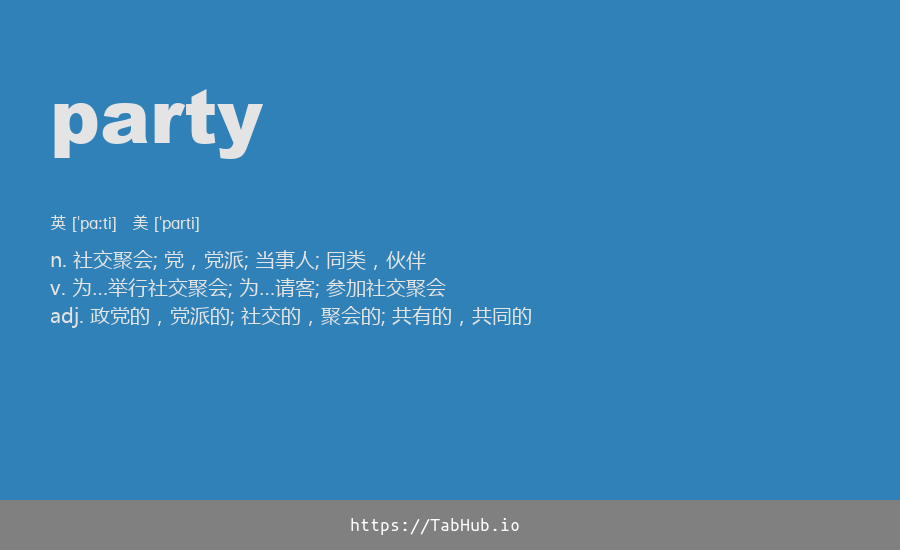 party
英 [ˈpɑːti] 美 [ˈpɑrti]
n. 社交聚会; 党，党派; 当事人; 同类，伙伴
v. 为...举行社交聚会; 为...请客; 参加社交聚会
adj. 政党的，党派的; 社交的，聚会的; 共有的，共同的
https://TabHub.io